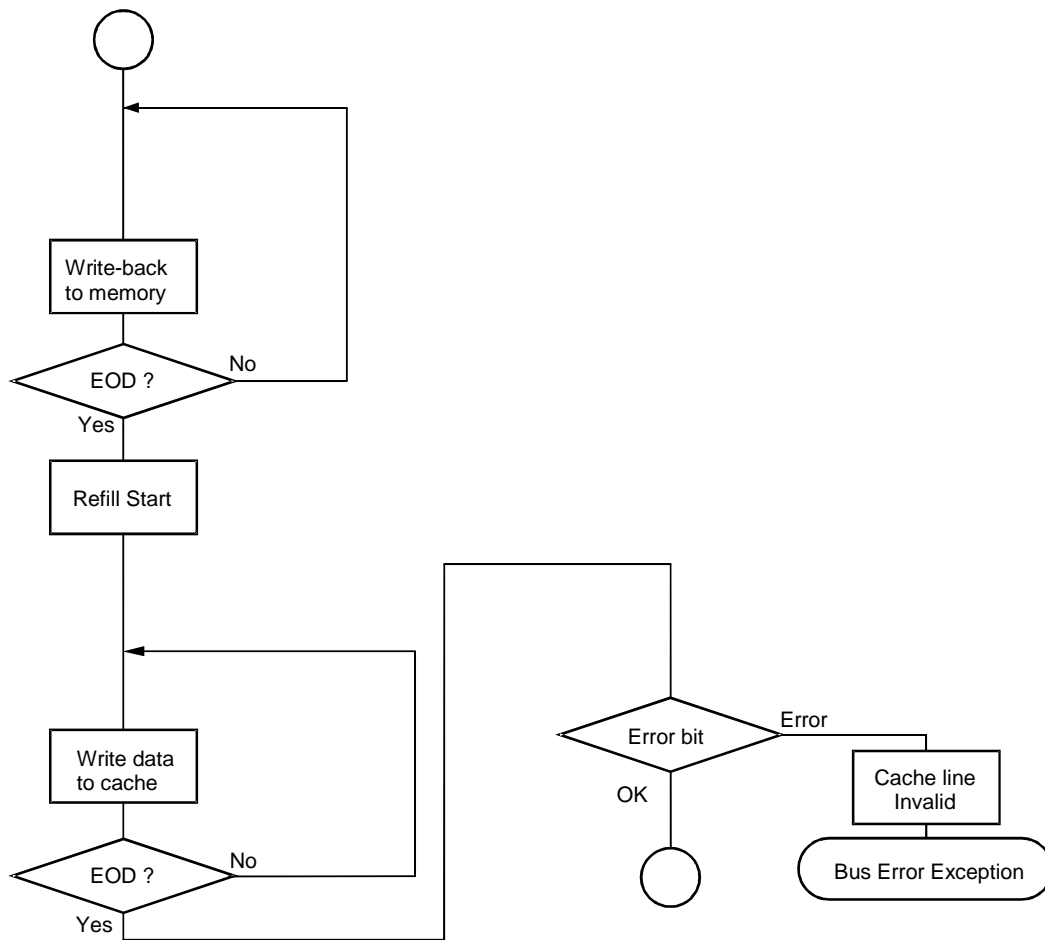 Write-back
to memory
EOD ?
No
Yes
Refill Start
Write data
to cache
EOD ?
No
Yes
Error bit
Error
OK
Cache line
Invalid
Bus Error Exception